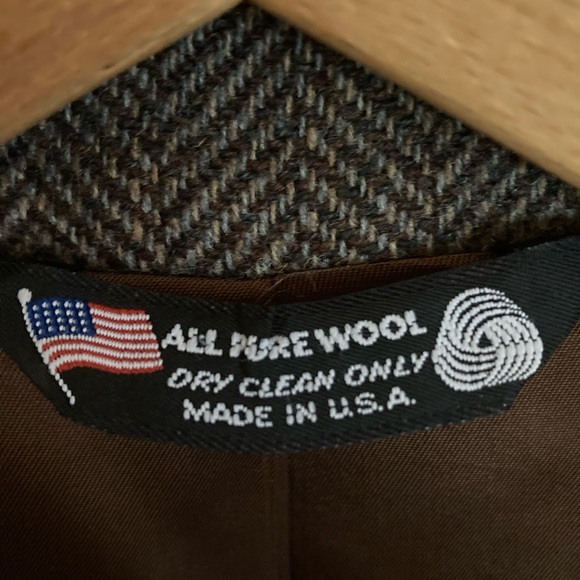 ALL PURE WOOL
DRY CLEAN ONLY
MADE IN U.S.A.